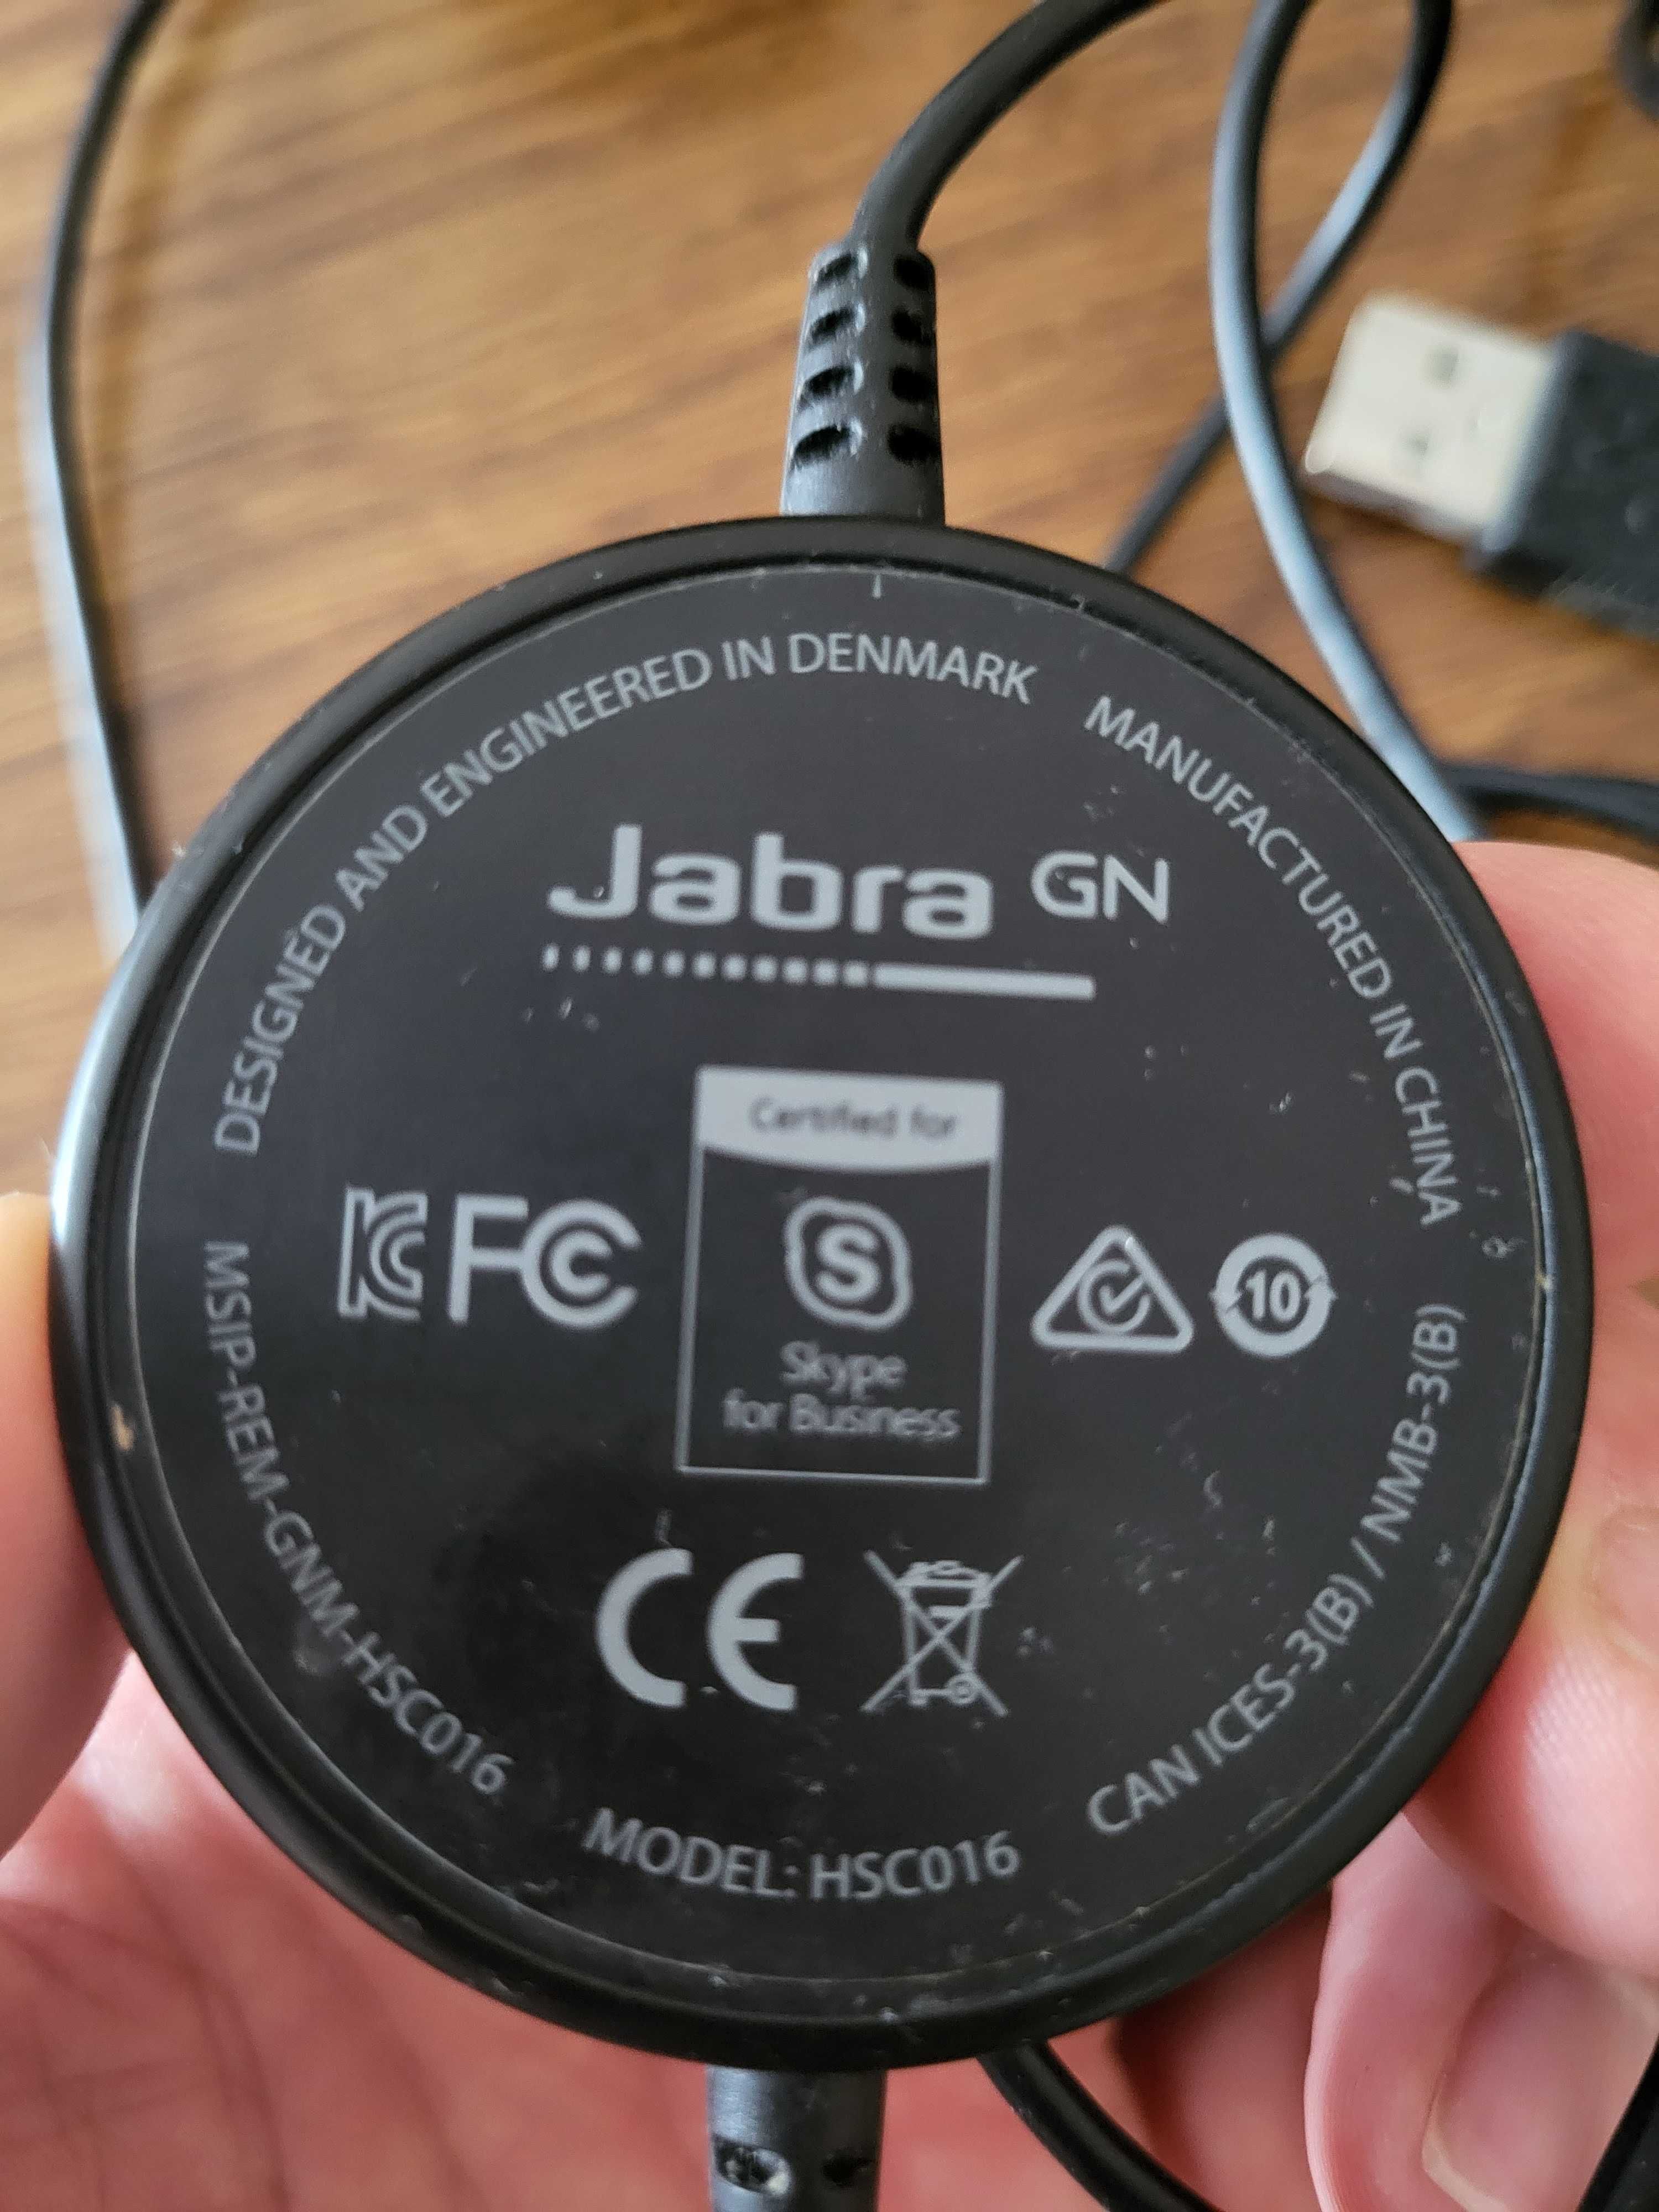 DESIGNED AND ENGINEERED IN DENMARK
MANUFACTURED IN CHINA
Jabra GN
Certified for
S
Skype
for Business
FC
10
CE
MSIP-REM-GNM-HSC016
MODEL: HSC016
CAN ICES-3(B) / NMB-3(B)